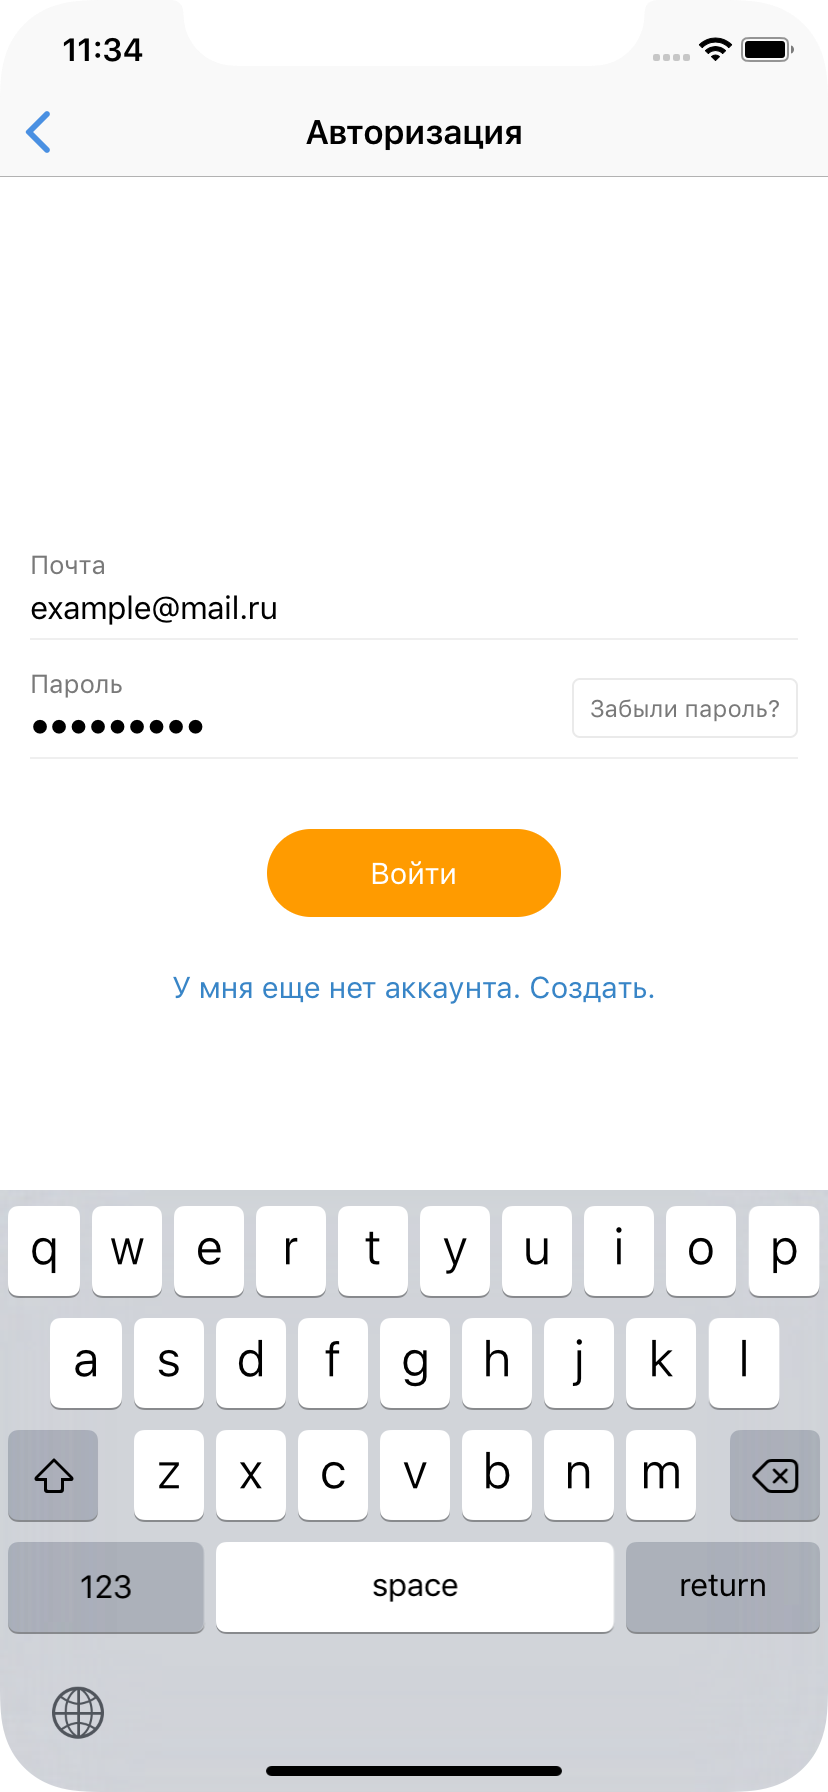 11:34
Авторизация
Почта
example@mail.ru
Пароль
Забыли пароль?
Войти
У мня еще нет аккаунта. Создать.
q w e r t y u i o p
a s d f g h j k l
z x c v b n m
123 space return